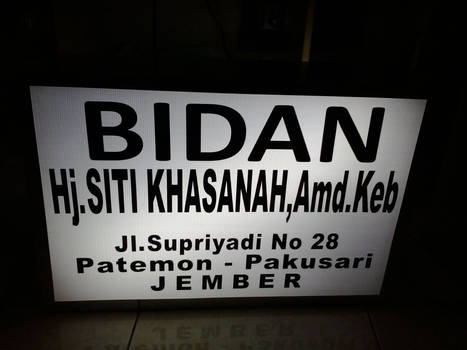 BIDAN
Hj.SITI KHASANAH,Amd.Keb
Jl.Supriyadi No 28
Patemon - Pakusari
JEMBER